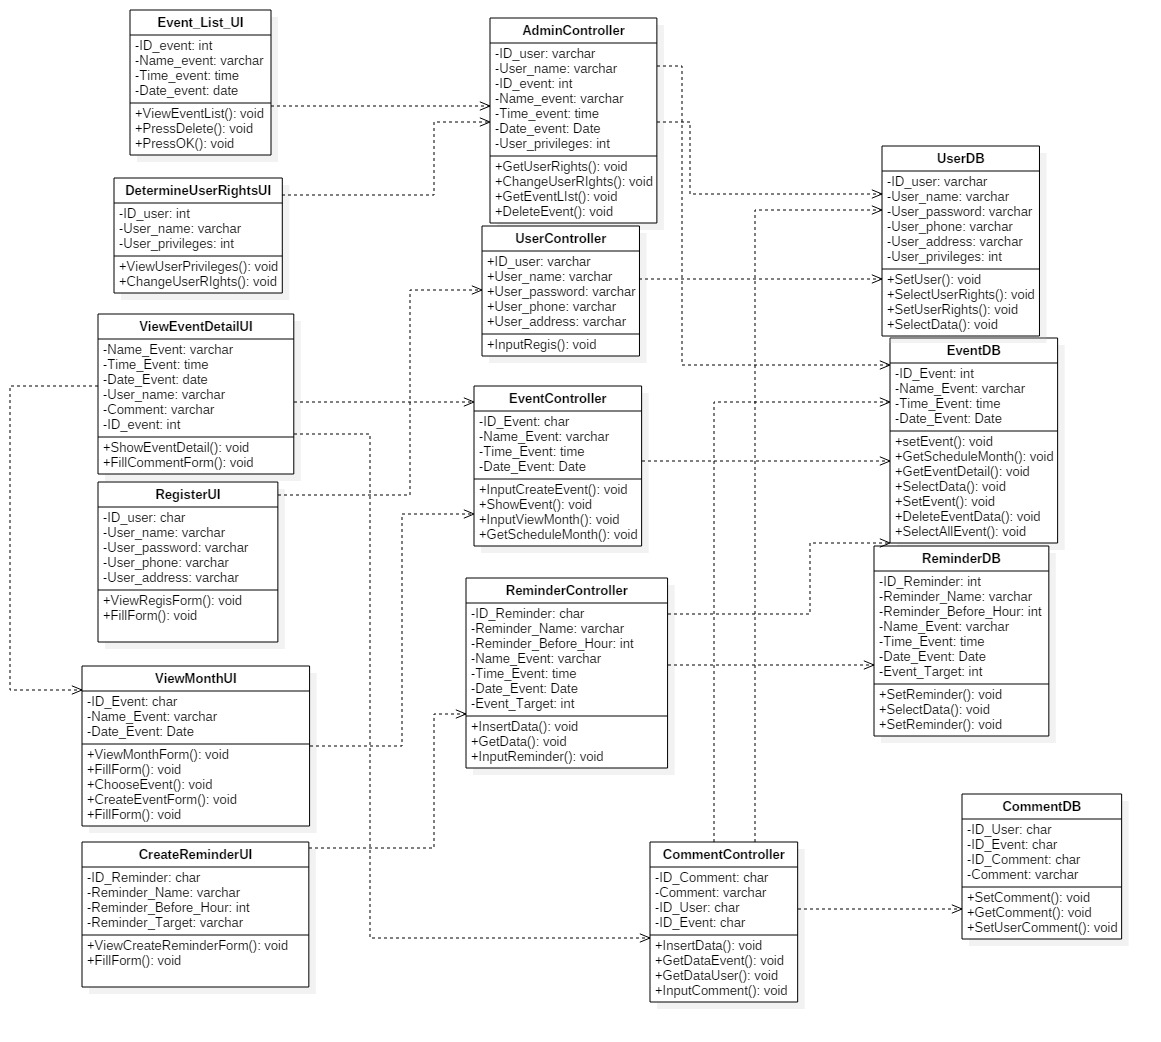 Event_List_UI
-ID_event: int
-Name_event: varchar
-Time_event: time
-Date_event: date
+ViewEventList(): void
+PressDelete(): void
+PressOK(): void
DetermineUserRightsUI
-ID_user: int
-User_name: varchar
-User_privileges: int
+ViewUserPrivileges(): void
+ChangeUserRIghts(): void
ViewEventDetailUI
-Name_Event: varchar
-Time_Event: time
-Date_Event: date
-User_name: varchar
-Comment: varchar
-ID_event: int
+ShowEventDetail(): void
+FillCommentForm(): void
RegisterUI
-ID_user: char
-User_name: varchar
-User_password: varchar
-User_phone: varchar
-User_address: varchar
+ViewRegisForm(): void
+FillForm(): void
ViewMonthUI
-ID_Event: char
-Name_Event: varchar
-Date_Event: Date
+ViewMonthForm(): void
+FillForm(): void
+ChooseEvent(): void
+CreateEventForm(): void
+FillForm(): void
CreateReminderUI
-ID_Reminder: char
-Reminder_Name: varchar
-Reminder_Before_Hour: int
-Reminder_Target: varchar
+ViewCreateReminderForm(): void
+FillForm(): void
AdminController
-ID_user: varchar
-User_name: varchar
-ID_event: int
-Name_event: varchar
-Time_event: time
-Date_event: Date
-User_privileges: int
+GetUserRights(): void
+ChangeUserRIghts(): void
+GetEventLIst(): void
+DeleteEvent(): void
UserController
+ID_user: varchar
+User_name: varchar
+User_password: varchar
+User_phone: varchar
+User_address: varchar
+InputRegis(): void
EventController
-ID_Event: char
-Name_Event: varchar
-Time_Event: time
-Date_Event: Date
+InputCreateEvent(): void
+ShowEvent(): void
+InputViewMonth(): void
+GetScheduleMonth(): void
ReminderController
-ID_Reminder: char
-Reminder_Name: varchar
-Reminder_Before_Hour: int
-Name_Event: varchar
-Time_Event: time
-Date_Event: Date
-Event_Target: int
+InsertData(): void
+GetData(): void
+InputReminder(): void
CommentController
-ID_Comment: char
-Comment: varchar
-ID_User: char
-ID_Event: char
+InsertData(): void
+GetDataEvent(): void
+GetDataUser(): void
+InputComment(): void
UserDB
-ID_user: varchar
-User_name: varchar
-User_password: varchar
-User_phone: varchar
-User_address: varchar
-User_privileges: int
+SetUser(): void
+SelectUserRights(): void
+SetUserRights(): void
+SelectData(): void
EventDB
-ID_Event: int
-Name_Event: varchar
-Time_Event: time
-Date_Event: Date
+setEvent(): void
+GetScheduleMonth(): void
+GetEventDetail(): void
+SelectData(): void
+SetEvent(): void
+DeleteEventData(): void
+SelectAllEvent(): void
ReminderDB
-ID_Reminder: int
-Reminder_Name: varchar
-Reminder_Before_Hour: int
-Name_Event: varchar
-Time_Event: time
-Date_Event: Date
-Event_Target: int
+SetReminder(): void
+SelectData(): void
+SetReminder(): void
CommentDB
-ID_User: char
-ID_Event: char
-ID_Comment: char
-Comment: varchar
+SetComment(): void
+GetComment(): void
+SetUserComment(): void